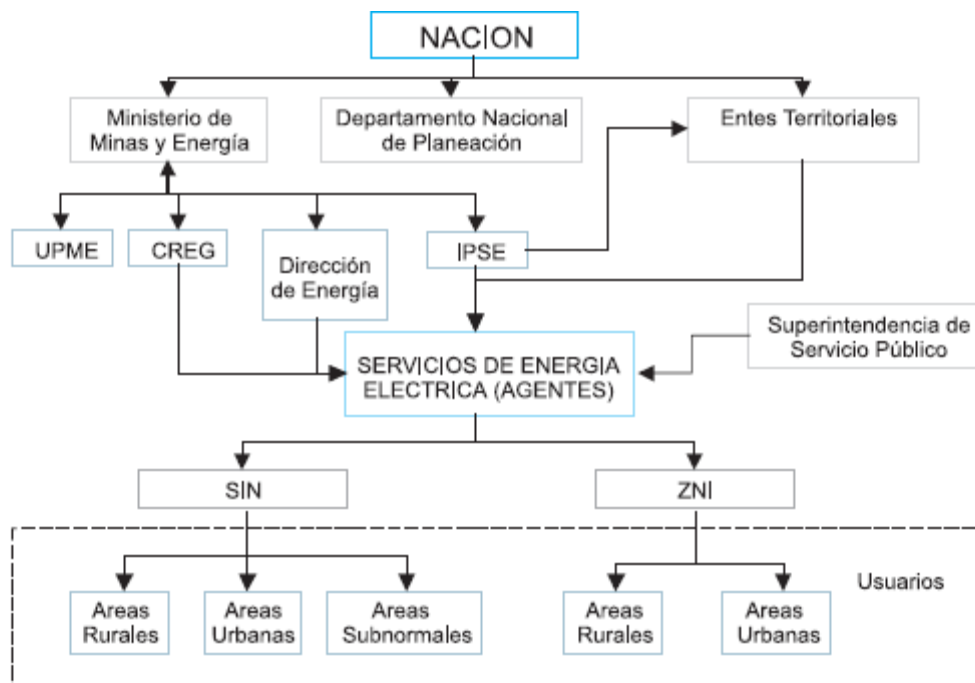 NACION
Ministerio de
Minas y Energía
Departamento Nacional
de Planeación
Entes Territoriales
UPME
CREG
Dirección
de Energía
IPSE
Superintendencia de
Servicio Público
SERVICIOS DE ENERGIA
ELECTRICA (AGENTES)
SIN
ZNI
Usuarios
Areas
Rurales
Areas
Urbanas
Areas
Subnormales
Areas
Rurales
Areas
Urbanas